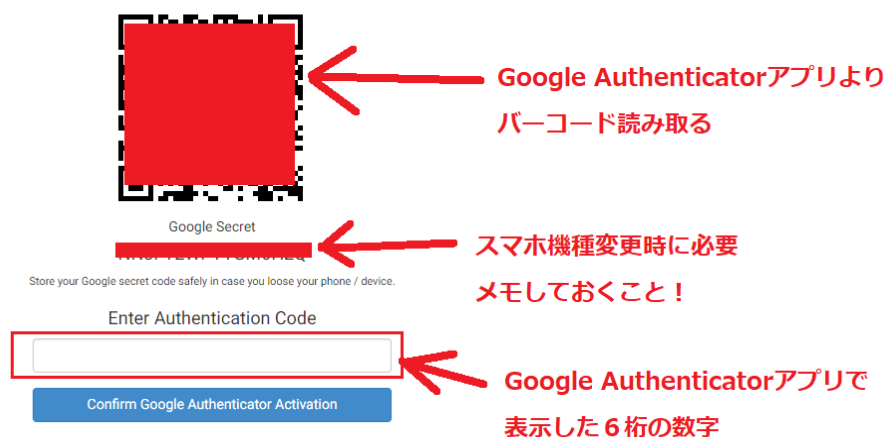 Google Authenticatorアプリより
バーコード読み取る
Google Secret
スマホ機種変更時に必要
メモしておくこと！
Store your Google secret code safely in case you loose your phone / device.
Enter Authentication Code
Confirm Google Authenticator Activation
Google Authenticatorアプリで
表示した６桁の数字